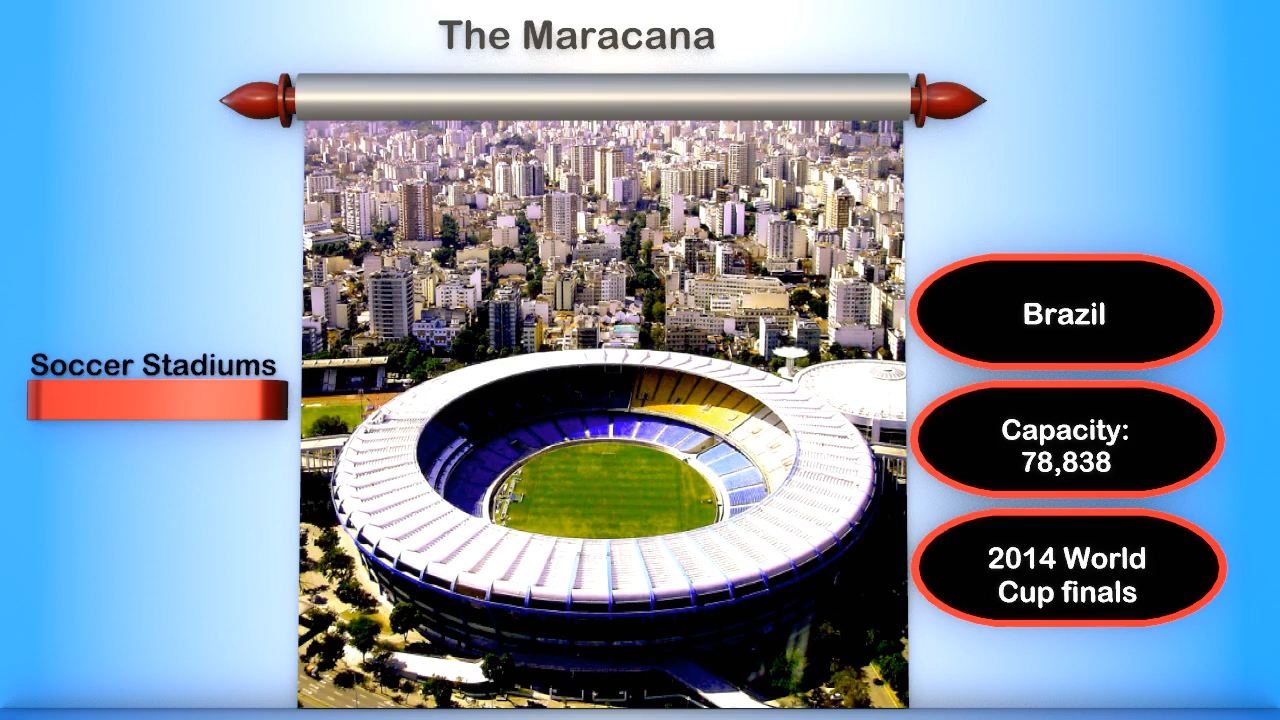 The Maracana
Soccer Stadiums
Brazil
Capacity:
78,838
2014 World
Cup finals